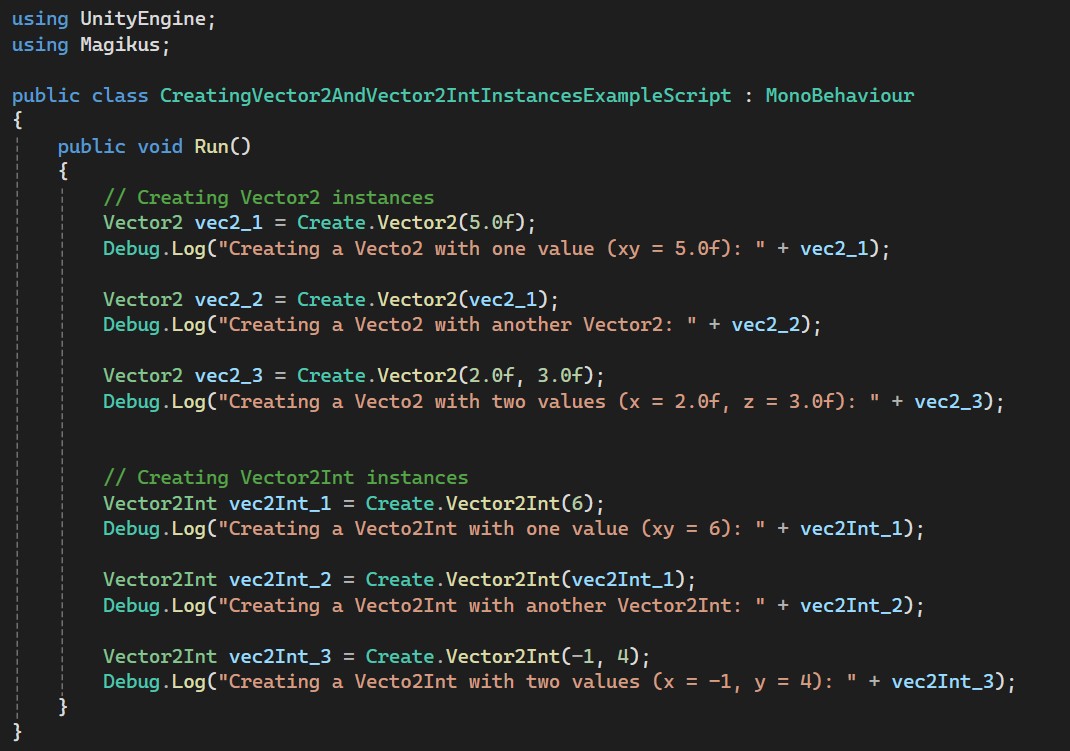 using UnityEngine;
using Magikus;

public class CreatingVector2AndVector2IntInstancesExampleScript : MonoBehaviour
{
    public void Run()
    {
        // Creating Vector2 instances
        Vector2 vec2_1 = Create.Vector2(5.0f);
        Debug.Log("Creating a Vecto2 with one value (xy = 5.0f): " + vec2_1);

        Vector2 vec2_2 = Create.Vector2(vec2_1);
        Debug.Log("Creating a Vecto2 with another Vector2: " + vec2_2);

        Vector2 vec2_3 = Create.Vector2(2.0f, 3.0f);
        Debug.Log("Creating a Vecto2 with two values (x = 2.0f, z = 3.0f): " + vec2_3);


        // Creating Vector2Int instances
        Vector2Int vec2Int_1 = Create.Vector2Int(6);
        Debug.Log("Creating a Vecto2Int with one value (xy = 6): " + vec2Int_1);

        Vector2Int vec2Int_2 = Create.Vector2Int(vec2Int_1);
        Debug.Log("Creating a Vecto2Int with another Vector2Int: " + vec2Int_2);

        Vector2Int vec2Int_3 = Create.Vector2Int(-1, 4);
        Debug.Log("Creating a Vecto2Int with two values (x = -1, y = 4): " + vec2Int_3);
    }
}